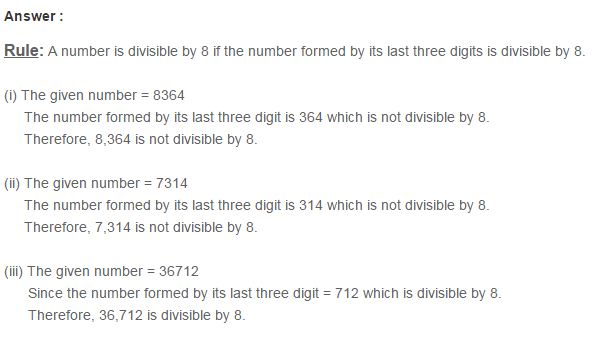 Answer :
Rule: A number is divisible by 8 if the number formed by its last three digits is divisible by 8.
(i) The given number = 8364
The number formed by its last three digit is 364 which is not divisible by 8.
Therefore, 8,364 is not divisible by 8.
(ii) The given number = 7314
The number formed by its last three digit is 314 which is not divisible by 8.
Therefore, 7,314 is not divisible by 8.
(iii) The given number = 36712
Since the number formed by its last three digit = 712 which is divisible by 8.
Therefore, 36,712 is divisible by 8.